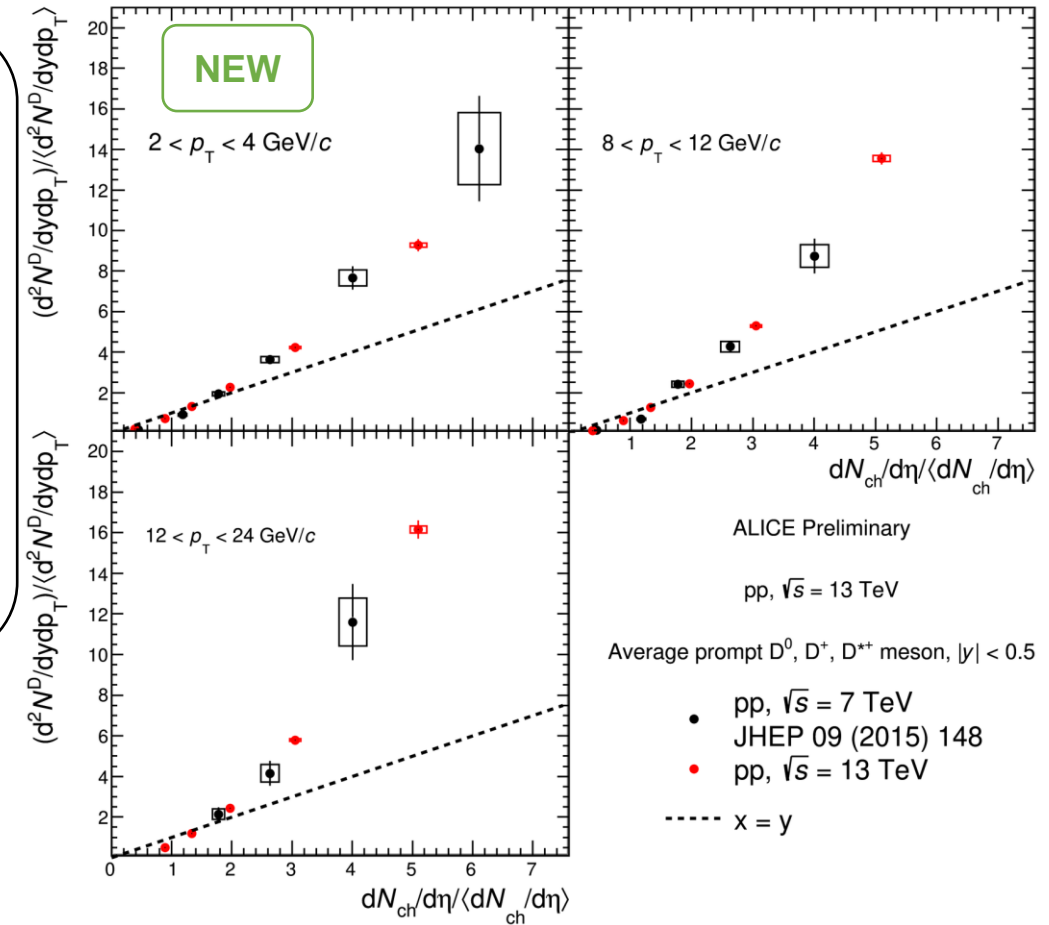 20
18
16
14
12
10
8
6
4
2
(d²Nᴰ/dydp_T)/⟨d²Nᴰ/dydp_T⟩
NEW
2 < p_T < 4 GeV/c
8 < p_T < 12 GeV/c
1 2 3 4 5 6 7
dN_ch/dη/⟨dN_ch/dη⟩
20
18
16
14
12
10
8
6
4
2
(d²Nᴰ/dydp_T)/⟨d²Nᴰ/dydp_T⟩
12 < p_T < 24 GeV/c
0 1 2 3 4 5 6 7
dN_ch/dη/⟨dN_ch/dη⟩
ALICE Preliminary
pp, √s = 13 TeV
Average prompt D⁰, D⁺, D*⁺ meson, |y| < 0.5
pp, √s = 7 TeV
JHEP 09 (2015) 148
pp, √s = 13 TeV
x = y